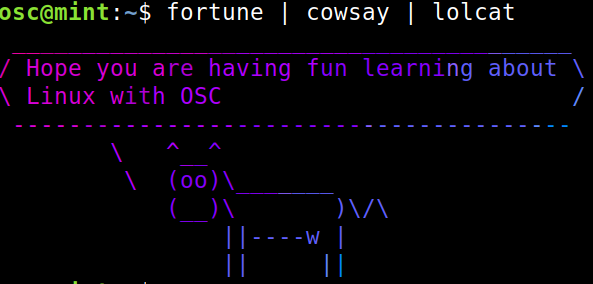 osc@mint:~$ fortune | cowsay | lolcat
 ________________________________________
/ Hope you are having fun learning about \
\ Linux with OSC                         /
 ----------------------------------------
        \   ^__^
         \  (oo)\_______
            (__)\       )\/\
                ||----w |
                ||     ||